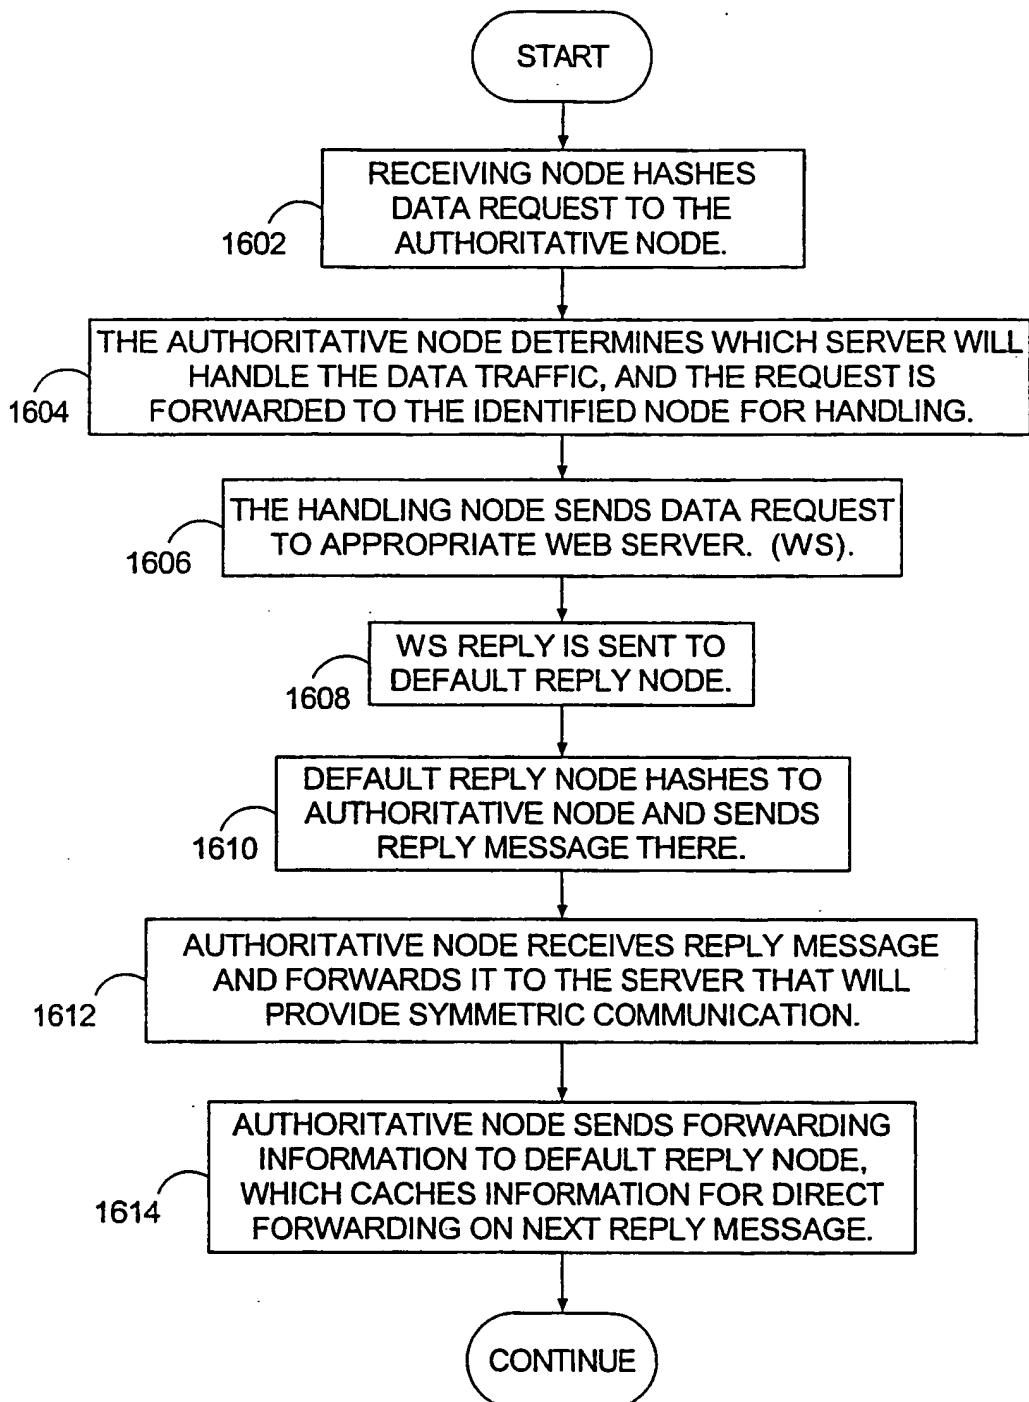 START
RECEIVING NODE HASHES
DATA REQUEST TO THE
AUTHORITATIVE NODE.
1602
THE AUTHORITATIVE NODE DETERMINES WHICH SERVER WILL
HANDLE THE DATA TRAFFIC, AND THE REQUEST IS
FORWARDED TO THE IDENTIFIED NODE FOR HANDLING.
1604
THE HANDLING NODE SENDS DATA REQUEST
TO APPROPRIATE WEB SERVER. (WS).
1606
WS REPLY IS SENT TO
DEFAULT REPLY NODE.
1608
DEFAULT REPLY NODE HASHES TO
AUTHORITATIVE NODE AND SENDS
REPLY MESSAGE THERE.
1610
AUTHORITATIVE NODE RECEIVES REPLY MESSAGE
AND FORWARDS IT TO THE SERVER THAT WILL
PROVIDE SYMMETRIC COMMUNICATION.
1612
AUTHORITATIVE NODE SENDS FORWARDING
INFORMATION TO DEFAULT REPLY NODE,
WHICH CACHES INFORMATION FOR DIRECT
FORWARDING ON NEXT REPLY MESSAGE.
1614
CONTINUE